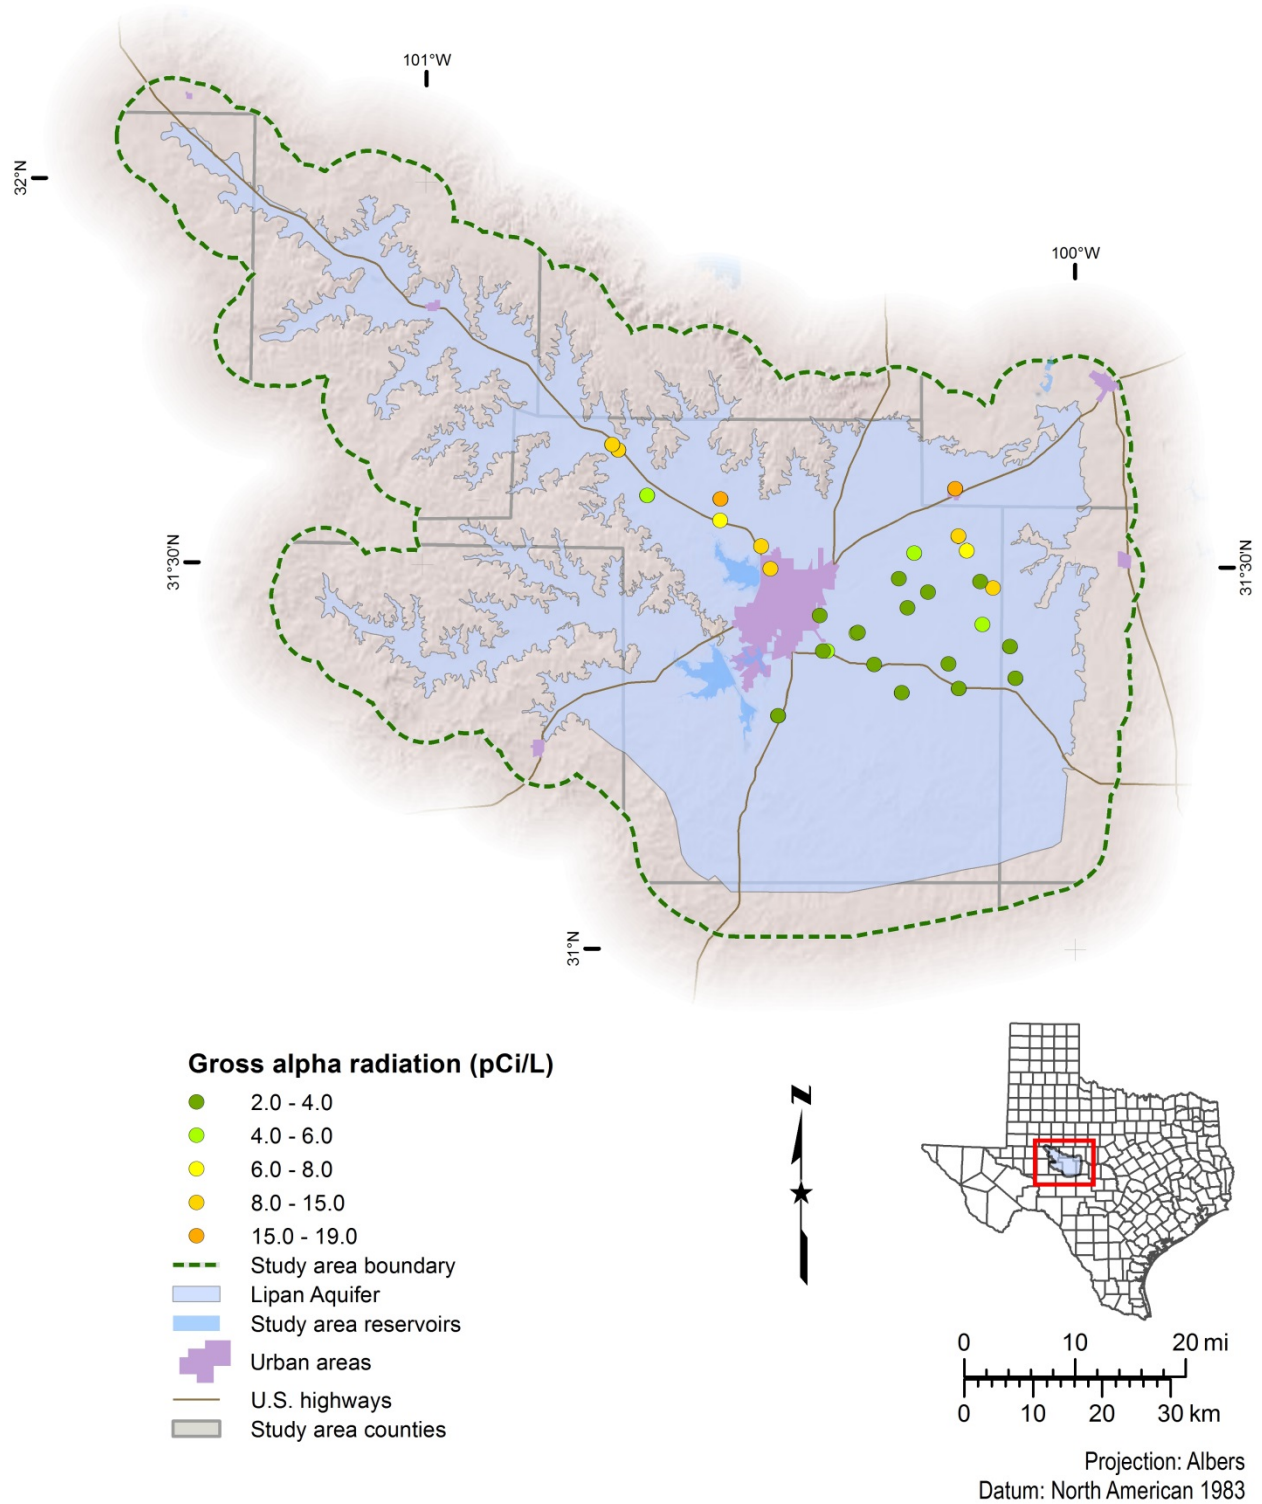 101°W
32°N
100°W
31°30'N
31°30'N
31°N
Gross alpha radiation (pCi/L)
2.0 - 4.0
4.0 - 6.0
6.0 - 8.0
8.0 - 15.0
15.0 - 19.0
Study area boundary
Lipan Aquifer
Study area reservoirs
Urban areas
U.S. highways
Study area counties
N
0 10 20 mi
0 10 20 30 km
Projection: Albers
Datum: North American 1983